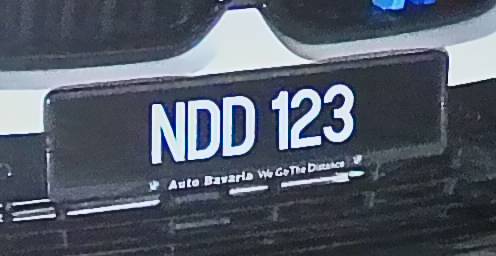 NDD 123
Auto Bavaria We Go The Distance